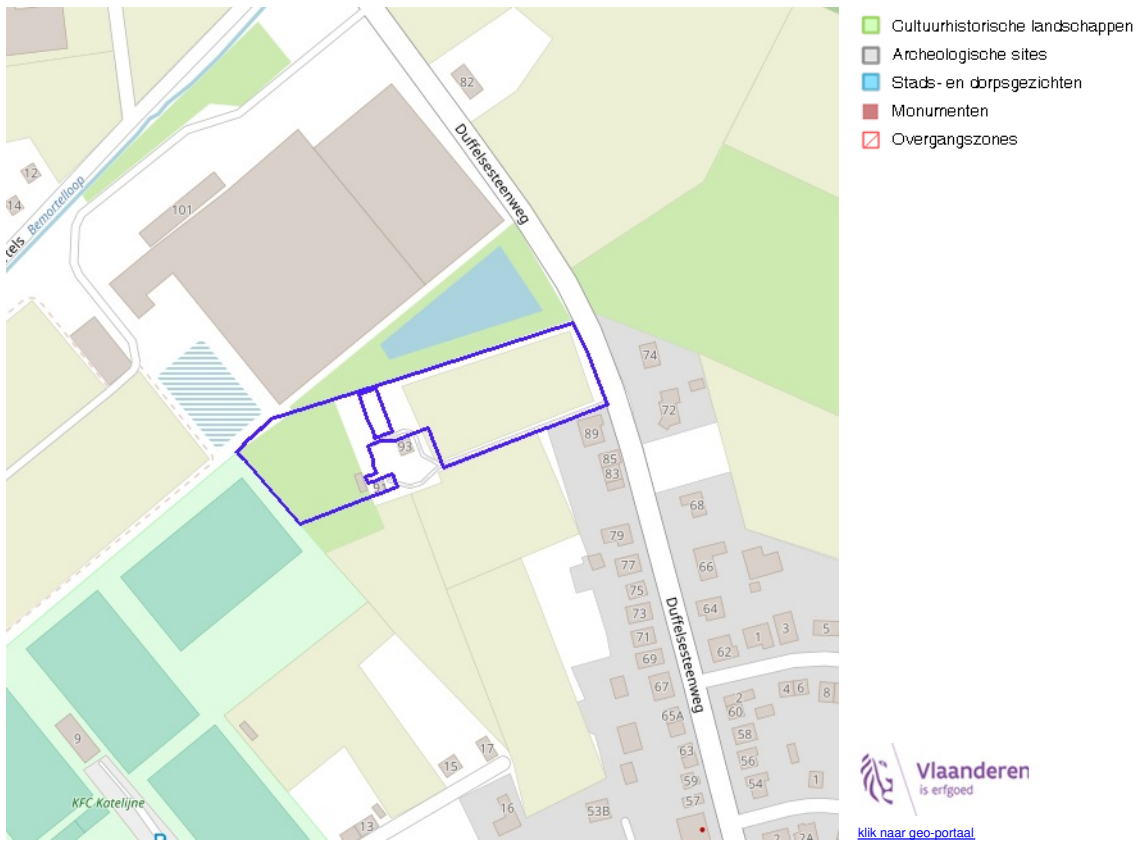 Cultuurhistorische landschappen
Archeologische sites
Stads- en dorpsgezichten
Monumenten
Overgangszones
82
Duffelsesteenweg
12
14
101
tels
Bemortelloop
74
72
89
93
85
83
91
68
79
66
77
75
64
73
3
1
5
71
62
69
Duffelsesteenweg
67
2
4
6
8
65A
60
58
9
17
15
63
56
54
1
59
KFC Katelijne
57
16
53B
13
2
2A
P
Vlaanderen
is erfgoed
klik naar geo-portaal